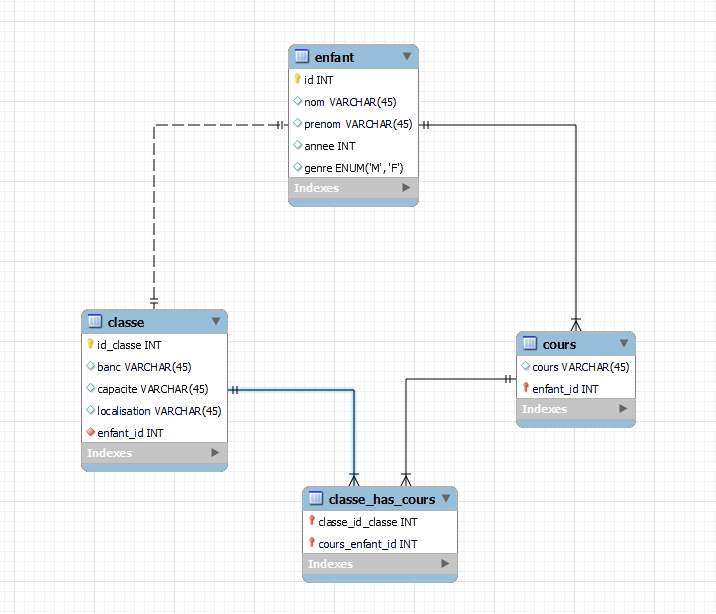 enfant
id INT
nom VARCHAR(45)
prenom VARCHAR(45)
annee INT
genre ENUM('M', 'F')
Indexes
classe
id_classe INT
banc VARCHAR(45)
capacite VARCHAR(45)
localisation VARCHAR(45)
enfant_id INT
Indexes
cours
cours VARCHAR(45)
enfant_id INT
Indexes
classe_has_cours
classe_id_classe INT
cours_enfant_id INT
Indexes